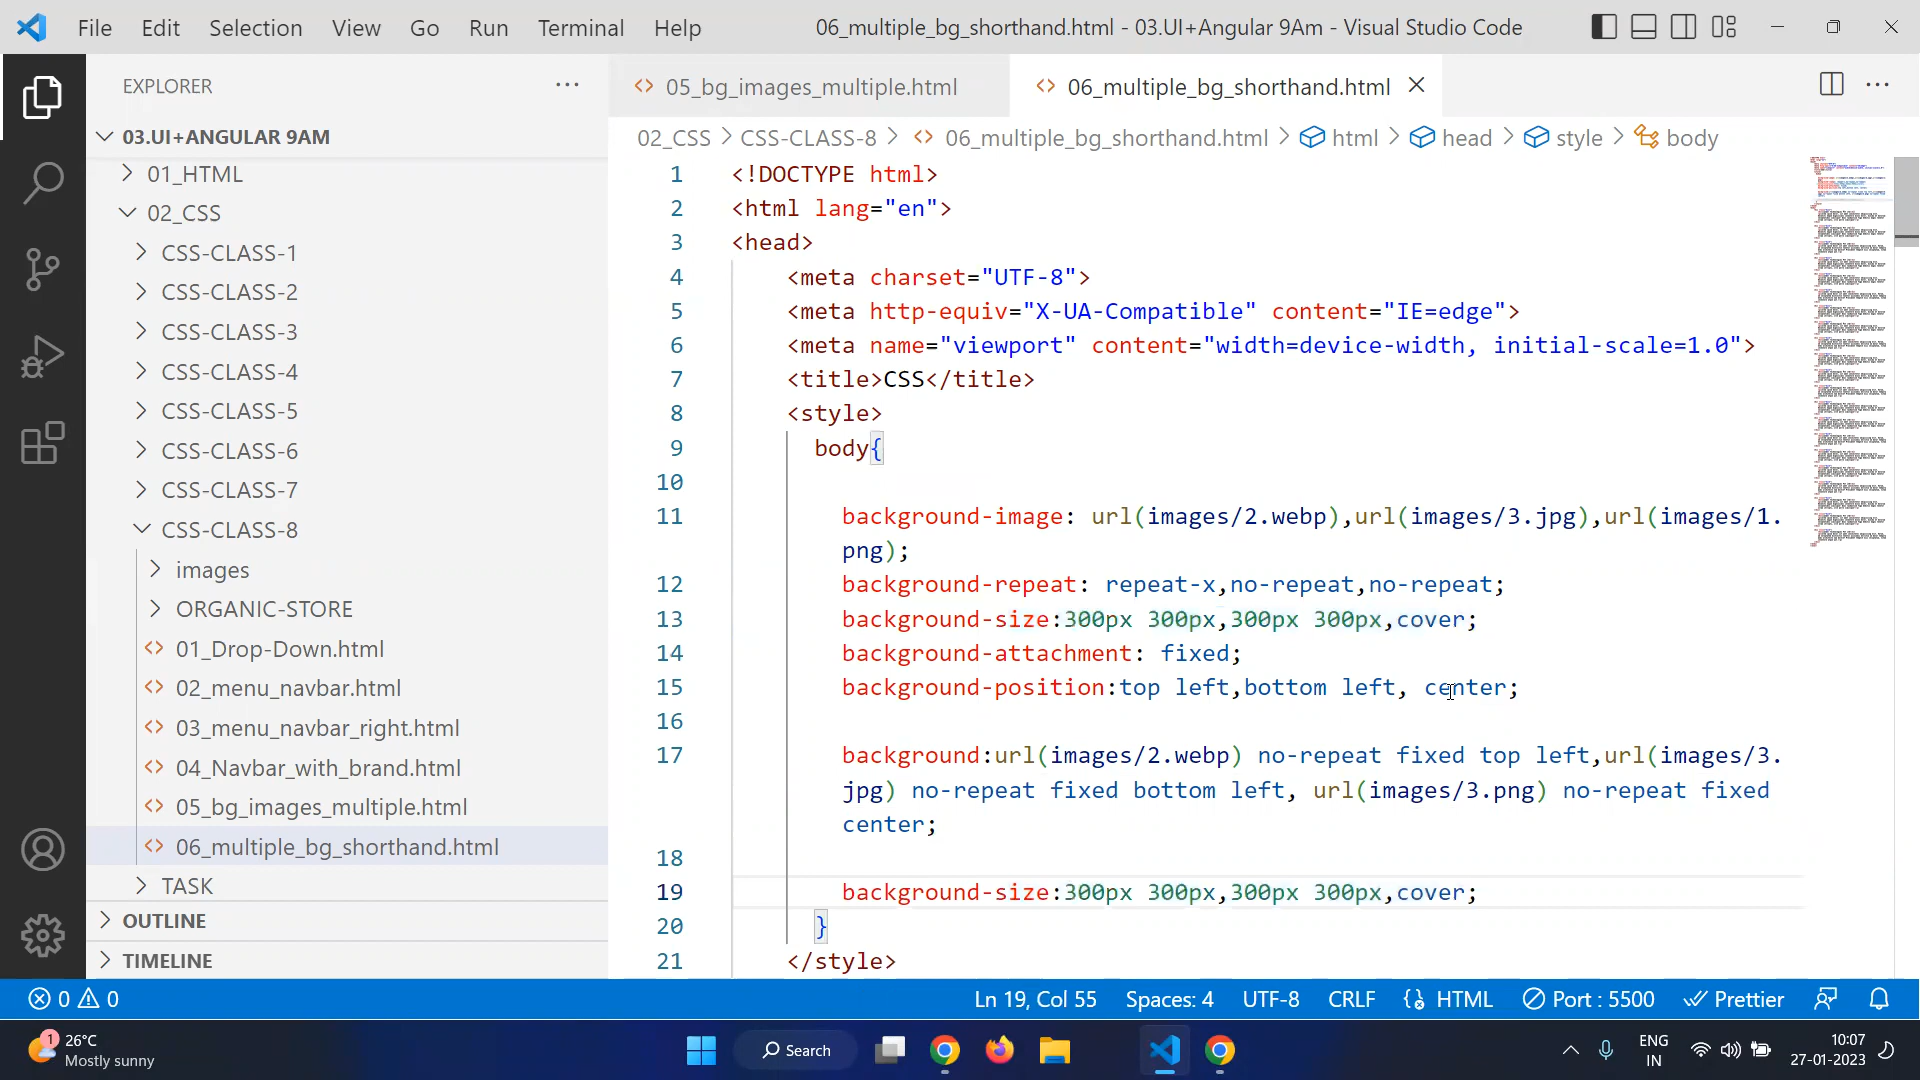 File Edit Selection View Go Run Terminal Help 06_multiple_bg_shorthand.html - 03.UI+Angular 9Am - Visual Studio Code
EXPLORER
03.UI+ANGULAR 9AM
01_HTML
02_CSS
CSS-CLASS-1
CSS-CLASS-2
CSS-CLASS-3
CSS-CLASS-4
CSS-CLASS-5
CSS-CLASS-6
CSS-CLASS-7
CSS-CLASS-8
images
ORGANIC-STORE
01_Drop-Down.html
02_menu_navbar.html
03_menu_navbar_right.html
04_Navbar_with_brand.html
05_bg_images_multiple.html
06_multiple_bg_shorthand.html
TASK
OUTLINE
TIMELINE
05_bg_images_multiple.html 06_multiple_bg_shorthand.html
02_CSS > CSS-CLASS-8 > 06_multiple_bg_shorthand.html > html > head > style > body
1 <!DOCTYPE html>
2 <html lang="en">
3 <head>
4 <meta charset="UTF-8">
5 <meta http-equiv="X-UA-Compatible" content="IE=edge">
6 <meta name="viewport" content="width=device-width, initial-scale=1.0">
7 <title>CSS</title>
8 <style>
9 body{
10
11 background-image: url(images/2.webp),url(images/3.jpg),url(images/1.
png);
12 background-repeat: repeat-x,no-repeat,no-repeat;
13 background-size:300px 300px,300px 300px,cover;
14 background-attachment: fixed;
15 background-position:top left,bottom left, center;
16
17 background:url(images/2.webp) no-repeat fixed top left,url(images/3.
jpg) no-repeat fixed bottom left, url(images/3.png) no-repeat fixed
center;
18
19 background-size:300px 300px,300px 300px,cover;
20 }
21 </style>
0 0 Ln 19, Col 55 Spaces: 4 UTF-8 CRLF HTML Port : 5500 Prettier
1 26°C
Mostly sunny
Search
ENG
IN
10:07
27-01-2023